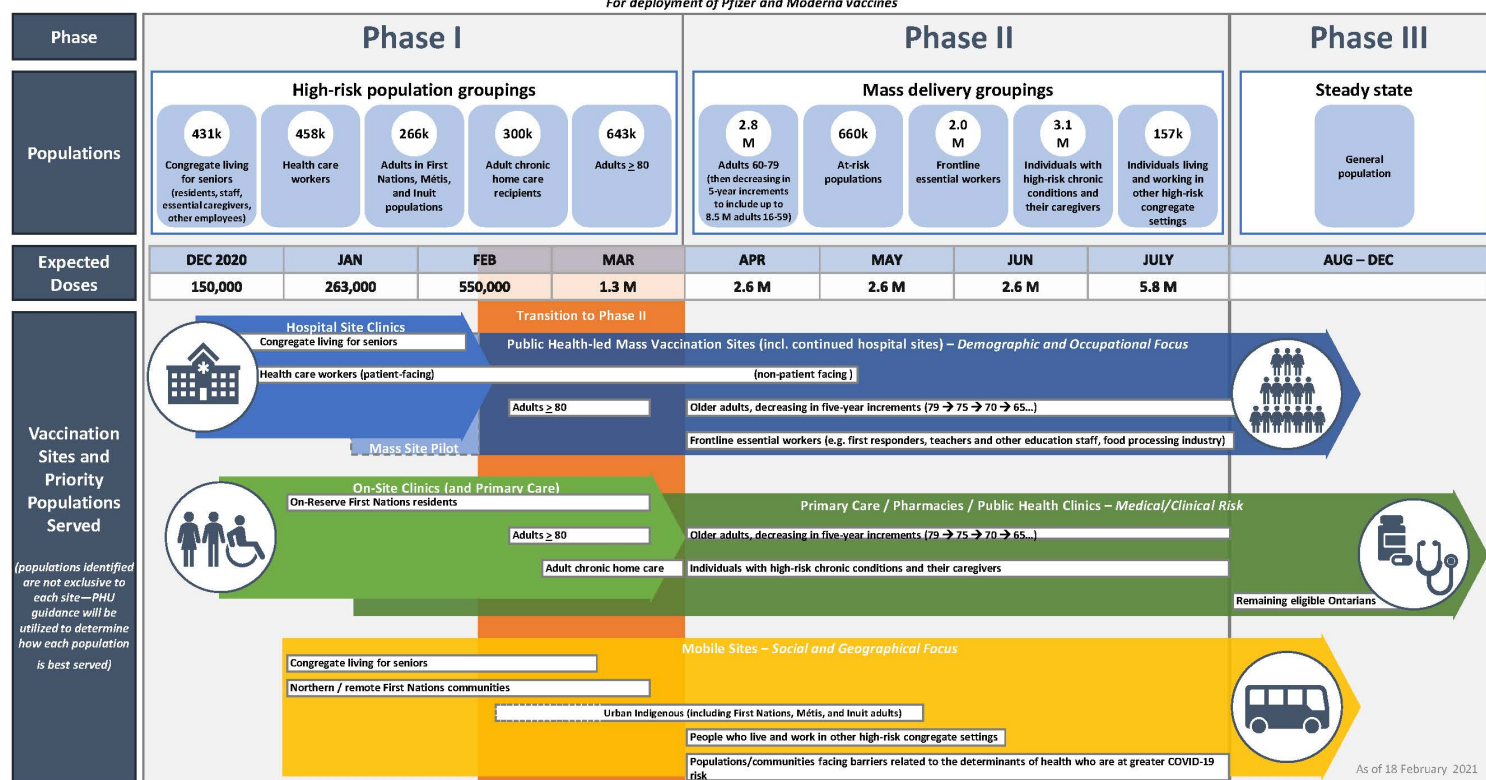 For deployment of Pfizer and Moderna vaccines
Phase
Phase I
Phase II
Phase III
Populations
High-risk population groupings
431k
Congregate living
for seniors
(residents, staff,
essential caregivers,
other employees)
458k
Health care
workers
266k
Adults in First
Nations, Métis,
and Inuit
populations
300k
Adult chronic
home care
recipients
643k
Adults > 80
Mass delivery groupings
2.8
M
Adults 60-79
(then decreasing in
5-year increments
to include up to
8.5 M adults 16-59)
660k
At-risk
populations
2.0
M
Frontline
essential workers
3.1
M
Individuals with
high-risk chronic
conditions and
their caregivers
157k
Individuals living
and working in
other high-risk
congregate
settings
Steady state
General
population
Expected
Doses
DEC 2020 JAN FEB MAR APR MAY JUN JULY AUG – DEC
150,000 263,000 550,000 1.3 M 2.6 M 2.6 M 2.6 M 5.8 M
Vaccination
Sites and
Priority
Populations
Served
(populations identified
are not exclusive to
each site—PHU
guidance will be
utilized to determine
how each population
is best served)
Transition to Phase II
Hospital Site Clinics
Congregate living for seniors
Public Health-led Mass Vaccination Sites (incl. continued hospital sites) – Demographic and Occupational Focus
Health care workers (patient-facing) (non-patient facing )
Adults > 80
Older adults, decreasing in five-year increments (79 → 75 → 70 → 65...)
Frontline essential workers (e.g. first responders, teachers and other education staff, food processing industry)
Mass Site Pilot
On-Site Clinics (and Primary Care)
On-Reserve First Nations residents
Primary Care / Pharmacies / Public Health Clinics – Medical/Clinical Risk
Adults > 80
Older adults, decreasing in five-year increments (79 → 75 → 70 → 65...)
Adult chronic home care
Individuals with high-risk chronic conditions and their caregivers
Remaining eligible Ontarians
Mobile Sites – Social and Geographical Focus
Congregate living for seniors
Northern / remote First Nations communities
Urban Indigenous (including First Nations, Métis, and Inuit adults)
People who live and work in other high-risk congregate settings
Populations/communities facing barriers related to the determinants of health who are at greater COVID-19
risk
As of 18 February 2021